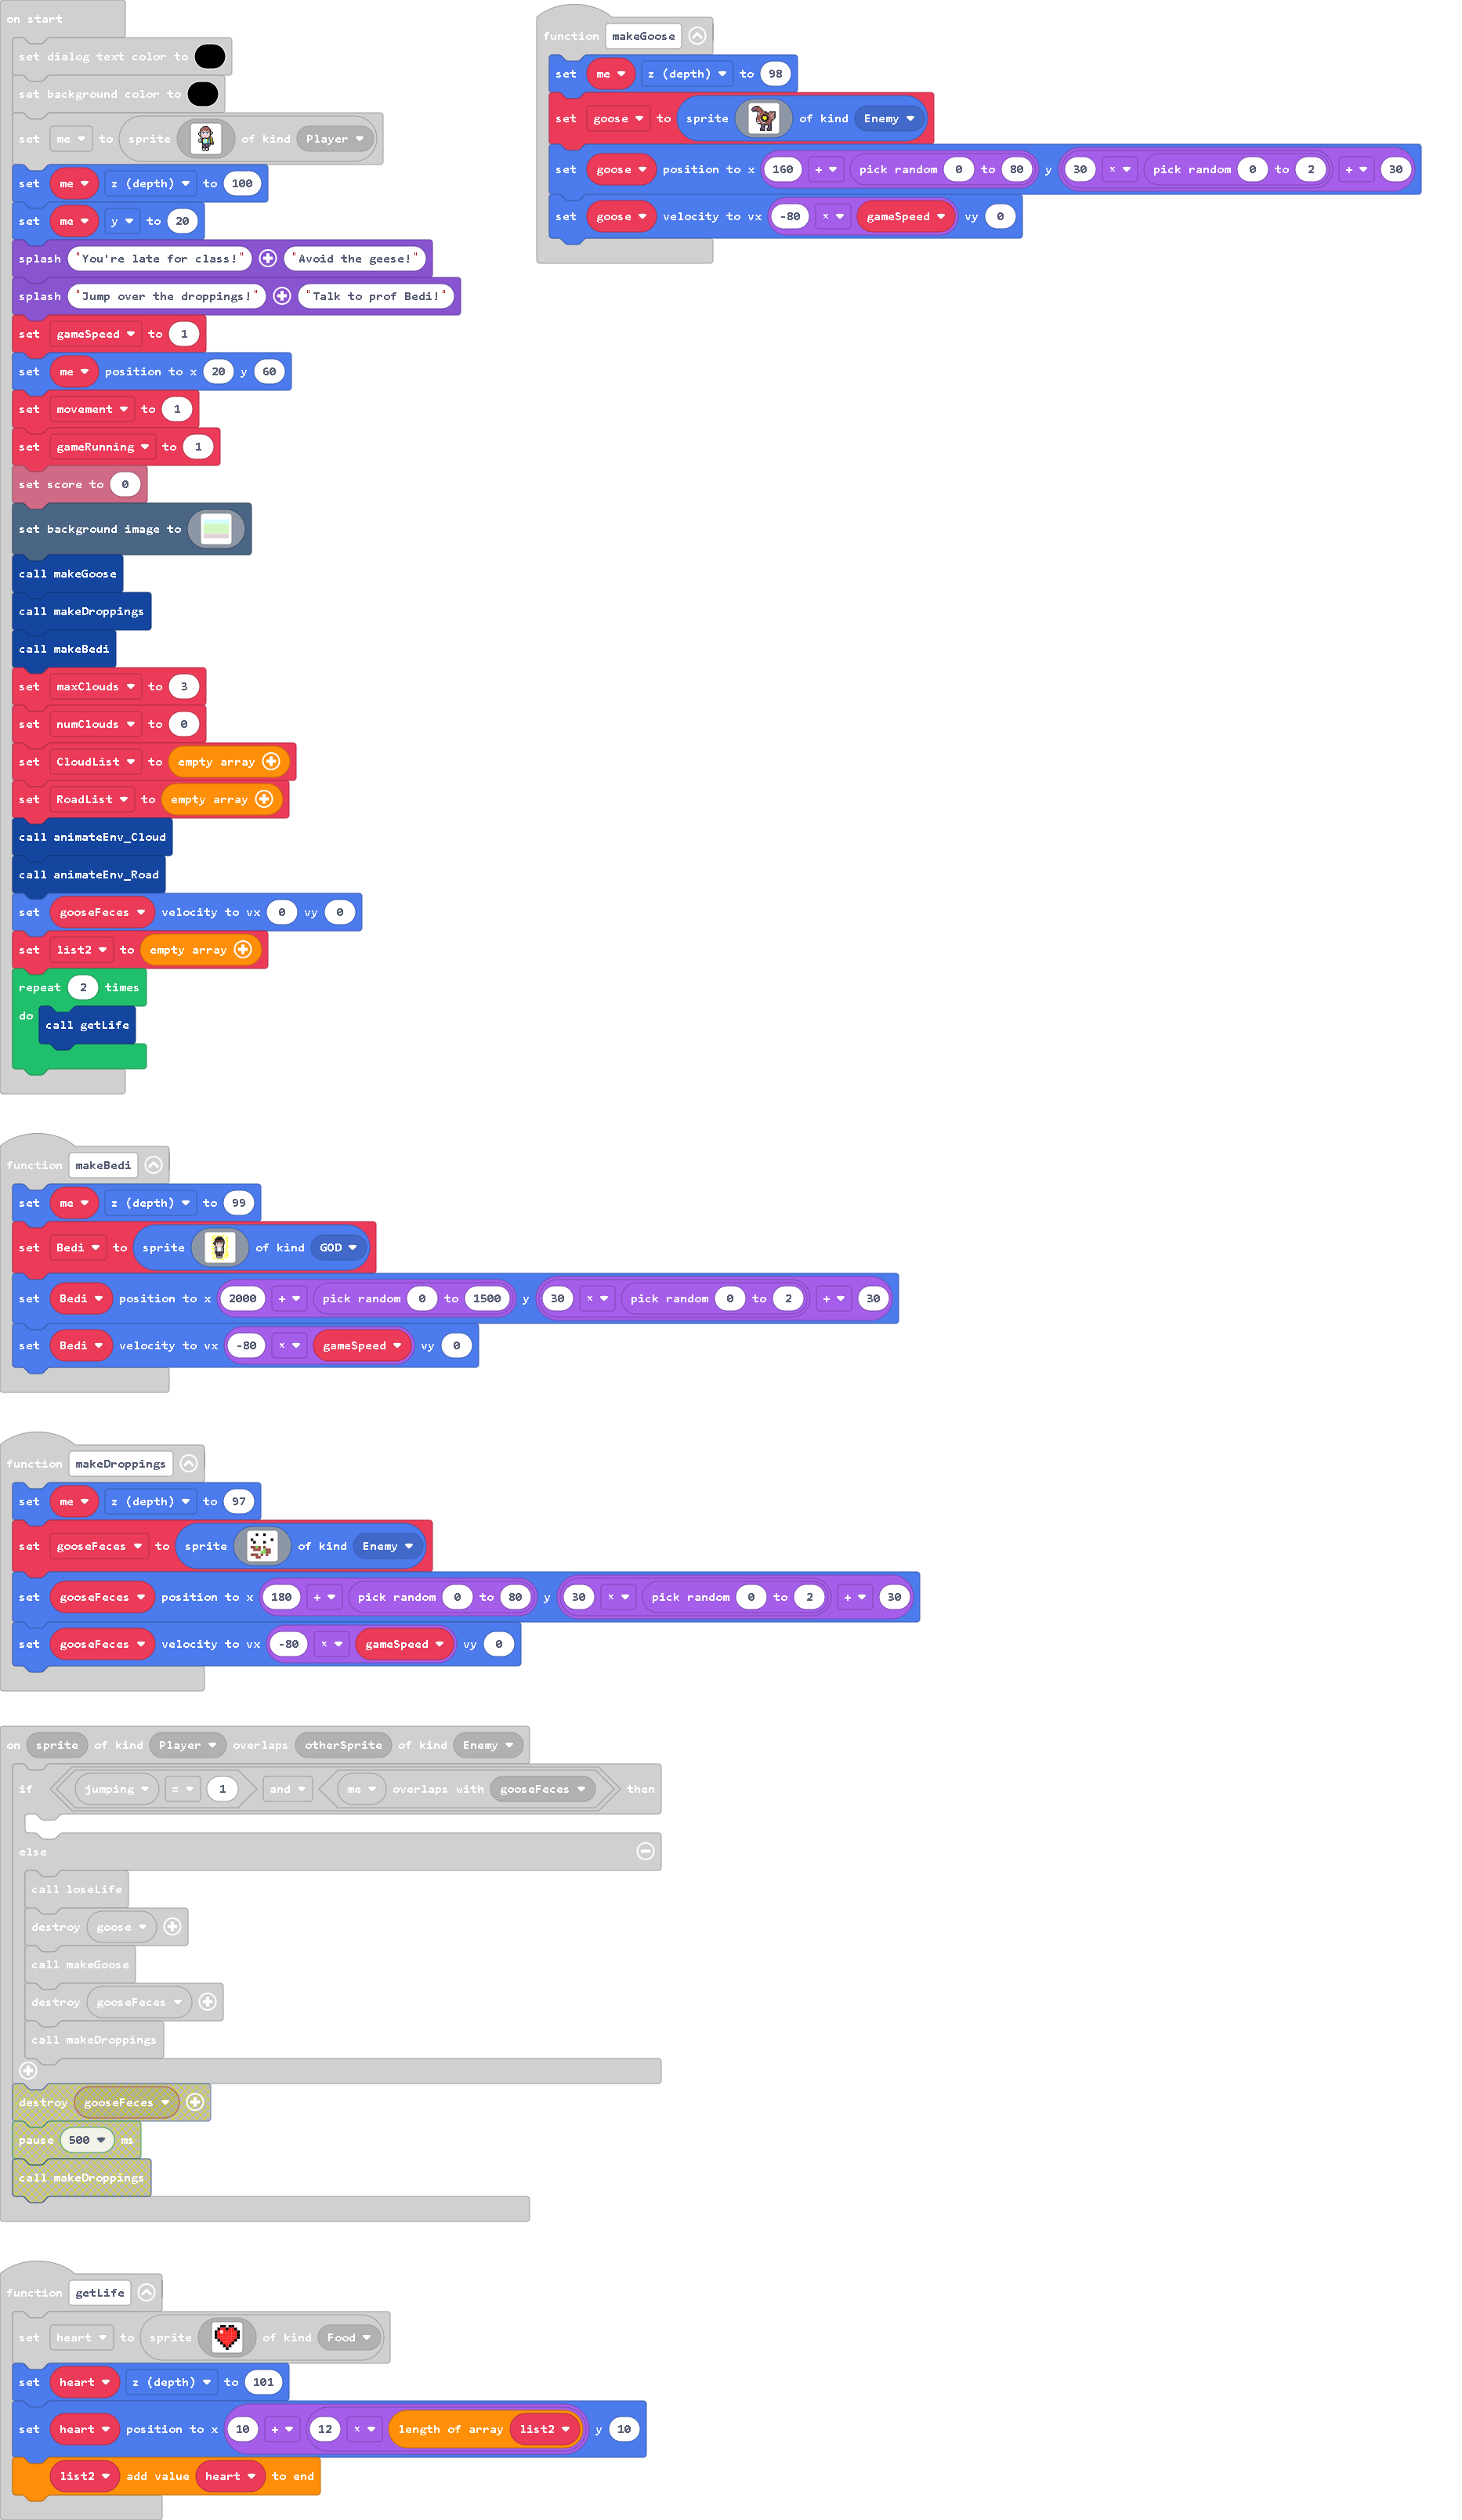 on start
set dialog text color to
set background color to
set me to sprite of kind Player
set me z (depth) to 100
set me y to 20
splash "You're late for class!" "Avoid the geese!"
splash "Jump over the droppings!" "Talk to prof Bedi!"
set gameSpeed to 1
set me position to x 20 y 60
set movement to 1
set gameRunning to 1
set score to 0
set background image to
call makeGoose
call makeDroppings
call makeBedi
set maxClouds to 3
set numClouds to 0
set CloudList to empty array
set RoadList to empty array
call animateEnv_Cloud
call animateEnv_Road
set gooseFeces velocity to vx 0 vy 0
set list2 to empty array
repeat 2 times
do
call getLife
function makeGoose
set me z (depth) to 98
set goose to sprite of kind Enemy
set goose position to x 160 + pick random 0 to 80 y 30 × pick random 0 to 2 + 30
set goose velocity to vx -80 × gameSpeed vy 0
function makeBedi
set me z (depth) to 99
set Bedi to sprite of kind GOD
set Bedi position to x 2000 + pick random 0 to 1500 y 30 × pick random 0 to 2 + 30
set Bedi velocity to vx -80 × gameSpeed vy 0
function makeDroppings
set me z (depth) to 97
set gooseFeces to sprite of kind Enemy
set gooseFeces position to x 180 + pick random 0 to 80 y 30 × pick random 0 to 2 + 30
set gooseFeces velocity to vx -80 × gameSpeed vy 0
on sprite of kind Player overlaps otherSprite of kind Enemy
if jumping = 1 and me overlaps with gooseFeces then
else
call loseLife
destroy goose
call makeGoose
destroy gooseFeces
call makeDroppings
destroy gooseFeces
pause 500 ms
call makeDroppings
function getLife
set heart to sprite of kind Food
set heart z (depth) to 101
set heart position to x 10 + 12 × length of array list2 y 10
list2 add value heart to end